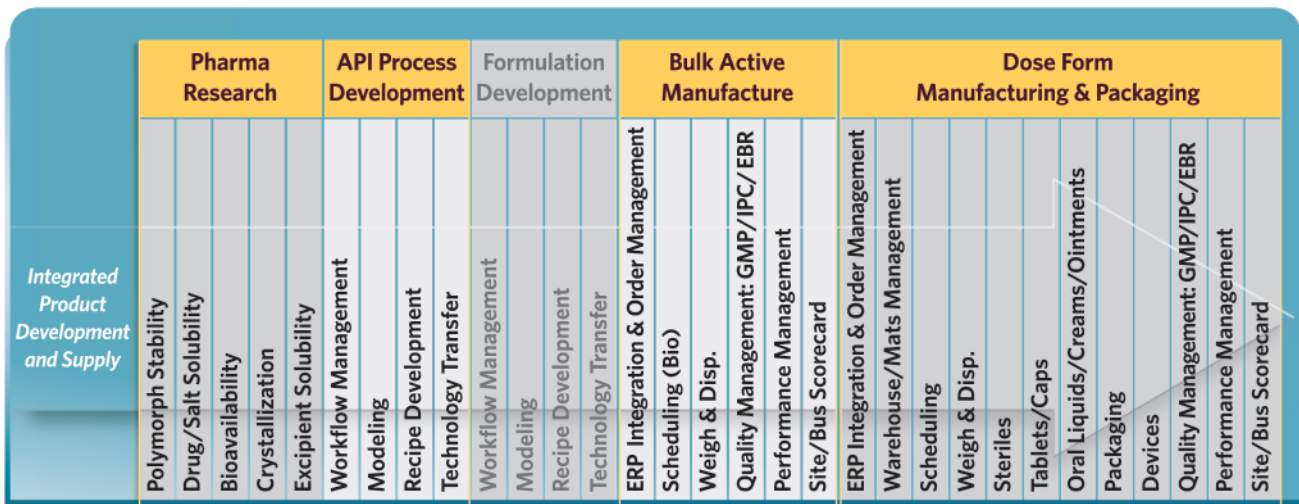 Pharma
Research
API Process
Development
Formulation
Development
Bulk Active
Manufacture
Dose Form
Manufacturing & Packaging
Integrated
Product
Development
and Supply
Polymorph Stability
Drug/Salt Solubility
Bioavailability
Crystallization
Excipient Solubility
Workflow Management
Modeling
Recipe Development
Technology Transfer
Workflow Management
Modeling
Recipe Development
Technology Transfer
ERP Integration & Order Management
Scheduling (Bio)
Weigh & Disp.
Quality Management: GMP/IPC/ EBR
Performance Management
Site/Bus Scorecard
ERP Integration & Order Management
Warehouse/Mats Management
Scheduling
Weigh & Disp.
Steriles
Tablets/Caps
Oral Liquids/Creams/Ointments
Packaging
Devices
Quality Management: GMP/IPC/EBR
Performance Management
Site/Bus Scorecard